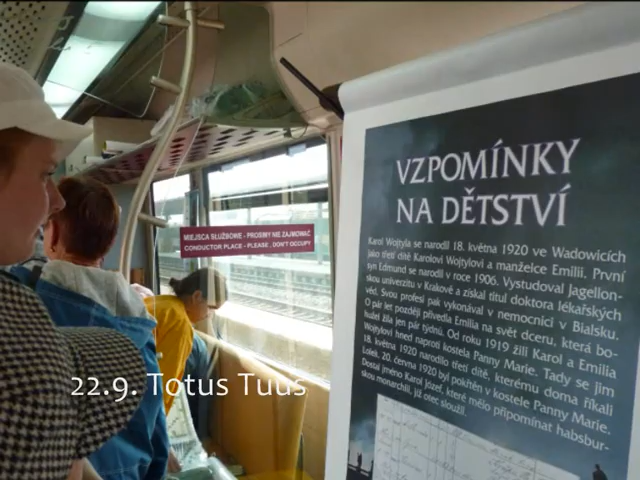 VZPOMÍNKY
NA DĚTSTVÍ
Karol Wojtyla se narodil 18. května 1920 ve Wadowicích
jako třetí dítě Karolovi Wojtylovi a manželce Emilii. První
syn Edmund se narodil v roce 1906. Vystudoval Jagellon-
skou univerzitu v Krakově a získal titul doktora lékařských
věd. Svou profesi pak vykonával v nemocnici v Bialsku.
O pár let později přivedla Emilia na svět dceru, která bo-
hužel žila jen pár týdnů. Od roku 1919 žili Karol a Emilia
Wojtylovi hned naproti kostela Panny Marie. Tady se jim
18. května 1920 narodilo třetí dítě, kterému doma říkali
Lolek. 20. června 1920 byl pokřtěn v kostele Panny Marie.
Dostal jméno Karol Józef, které mělo připomínat habsbur-
skou monarchii, již otec sloužil.
MIEJSCA SŁUŻBOWE - PROSIMY NIE ZAJMOWAĆ
CONDUCTOR PLACE - PLEASE, DON'T OCCUPY
22.9. Totus Tuus